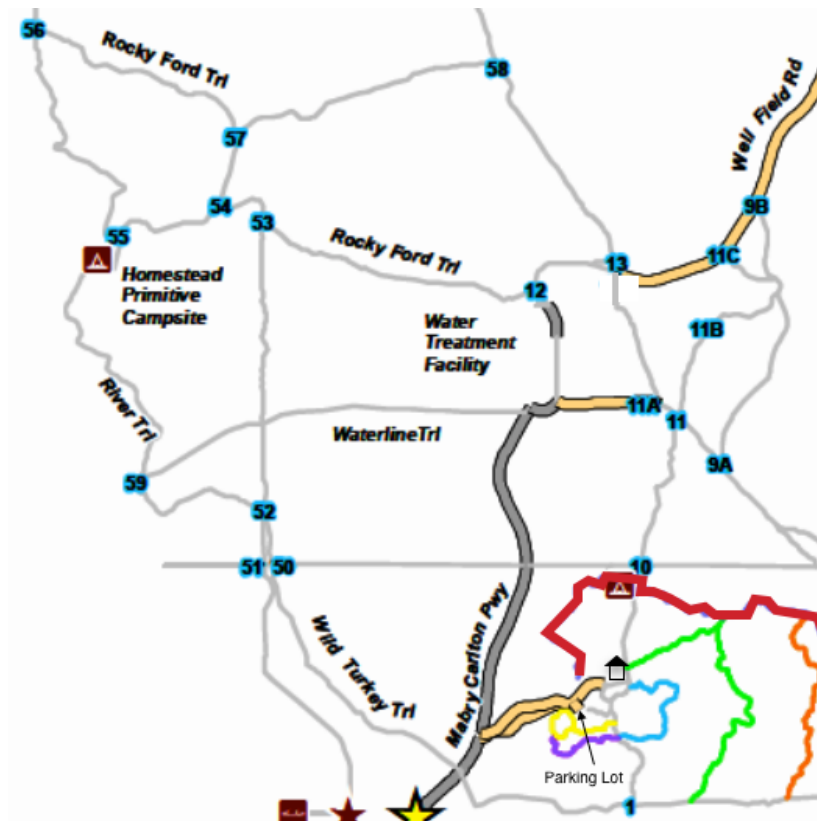 56
Rocky Ford Trl
58
Well Field Rd
57
54
9B
53
55
Rocky Ford Trl
11C
13
Homestead
Primitive
Campsite
12
Water
Treatment
Facility
11B
River Trl
11A
11
WaterlineTrl
9A
59
52
51
50
10
Wild Turkey Trl
Mabry Carlton Pwy
Parking Lot
1